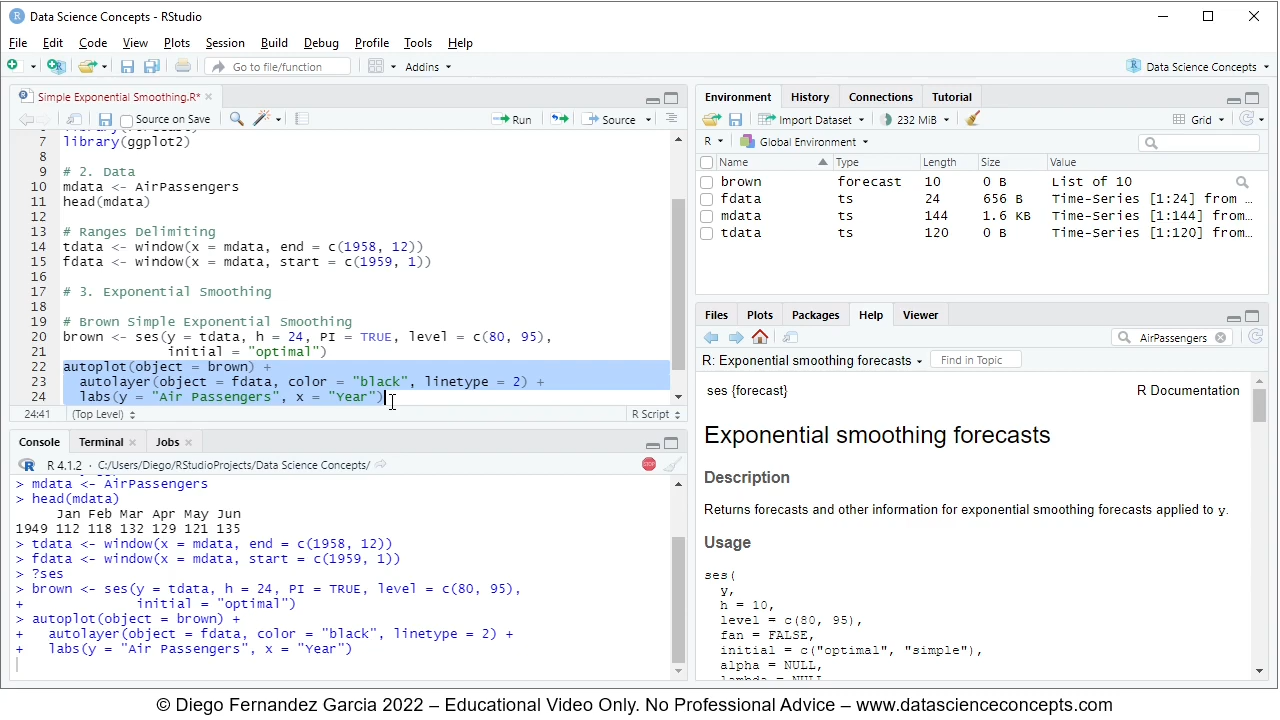 Data Science Concepts - RStudio
File Edit Code View Plots Session Build Debug Profile Tools Help
Go to file/function Addins Data Science Concepts
Simple Exponential Smoothing.R*
Source on Save Run Source
7 library(ggplot2)
8
9 # 2. Data
10 mdata <- AirPassengers
11 head(mdata)
12
13 # Ranges Delimiting
14 tdata <- window(x = mdata, end = c(1958, 12))
15 fdata <- window(x = mdata, start = c(1959, 1))
16
17 # 3. Exponential Smoothing
18
19 # Brown Simple Exponential Smoothing
20 brown <- ses(y = tdata, h = 24, PI = TRUE, level = c(80, 95),
21 initial = "optimal")
22 autoplot(object = brown) +
23 autolayer(object = fdata, color = "black", linetype = 2) +
24 labs(y = "Air Passengers", x = "Year")
24:41 (Top Level) R Script
Console Terminal Jobs
R 4.1.2 · C:/Users/Diego/RStudioProjects/Data Science Concepts/
STOP
> mdata <- AirPassengers
> head(mdata)
Jan Feb Mar Apr May Jun
1949 112 118 132 129 121 135
> tdata <- window(x = mdata, end = c(1958, 12))
> fdata <- window(x = mdata, start = c(1959, 1))
> ?ses
> brown <- ses(y = tdata, h = 24, PI = TRUE, level = c(80, 95),
+ initial = "optimal")
> autoplot(object = brown) +
+ autolayer(object = fdata, color = "black", linetype = 2) +
+ labs(y = "Air Passengers", x = "Year")
Environment History Connections Tutorial
Import Dataset 232 MiB Grid
R Global Environment
Name Type Length Size Value
brown forecast 10 0 B List of 10
fdata ts 24 656 B Time-Series [1:24] from …
mdata ts 144 1.6 KB Time-Series [1:144] from…
tdata ts 120 0 B Time-Series [1:120] from…
Files Plots Packages Help Viewer
AirPassengers
R: Exponential smoothing forecasts Find in Topic
ses {forecast} R Documentation
Exponential smoothing forecasts
Description
Returns forecasts and other information for exponential smoothing forecasts applied to y.
Usage
ses(
y,
h = 10,
level = c(80, 95),
fan = FALSE,
initial = c("optimal", "simple"),
alpha = NULL,
© Diego Fernandez Garcia 2022 – Educational Video Only. No Professional Advice – www.datascienceconcepts.com